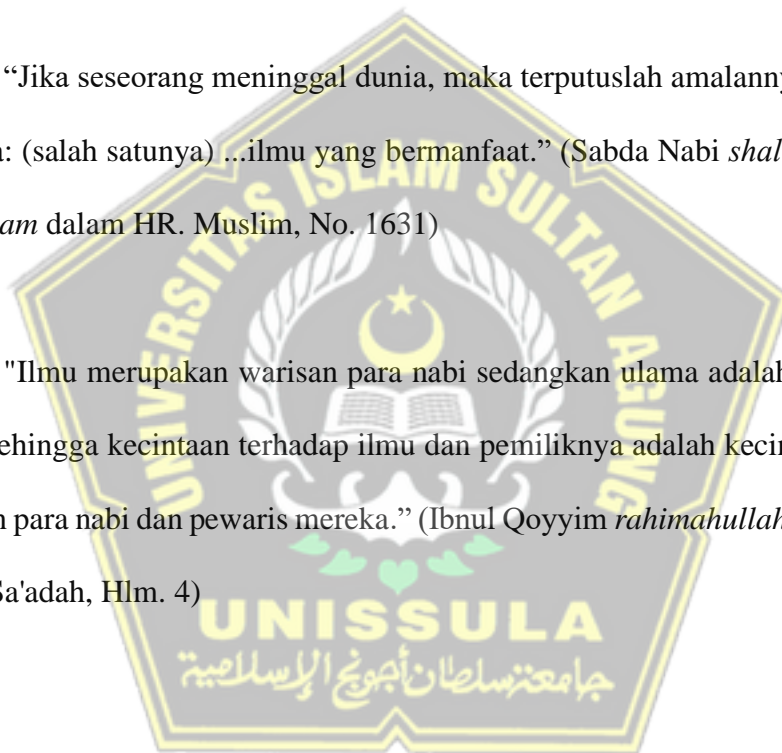 “Jika seseorang meninggal dunia, maka terputuslah amalanny
a: (salah satunya) ...ilmu yang bermanfaat.” (Sabda Nabi shal
am dalam HR. Muslim, No. 1631)
"Ilmu merupakan warisan para nabi sedangkan ulama adalah
ehingga kecintaan terhadap ilmu dan pemiliknya adalah kecin
n para nabi dan pewaris mereka.” (Ibnul Qoyyim rahimahullah
Sa'adah, Hlm. 4)
UNIVERSITAS ISLAM SULTAN AGUNG
UNISSULA
جامعة سلطان أجونج الإسلامية